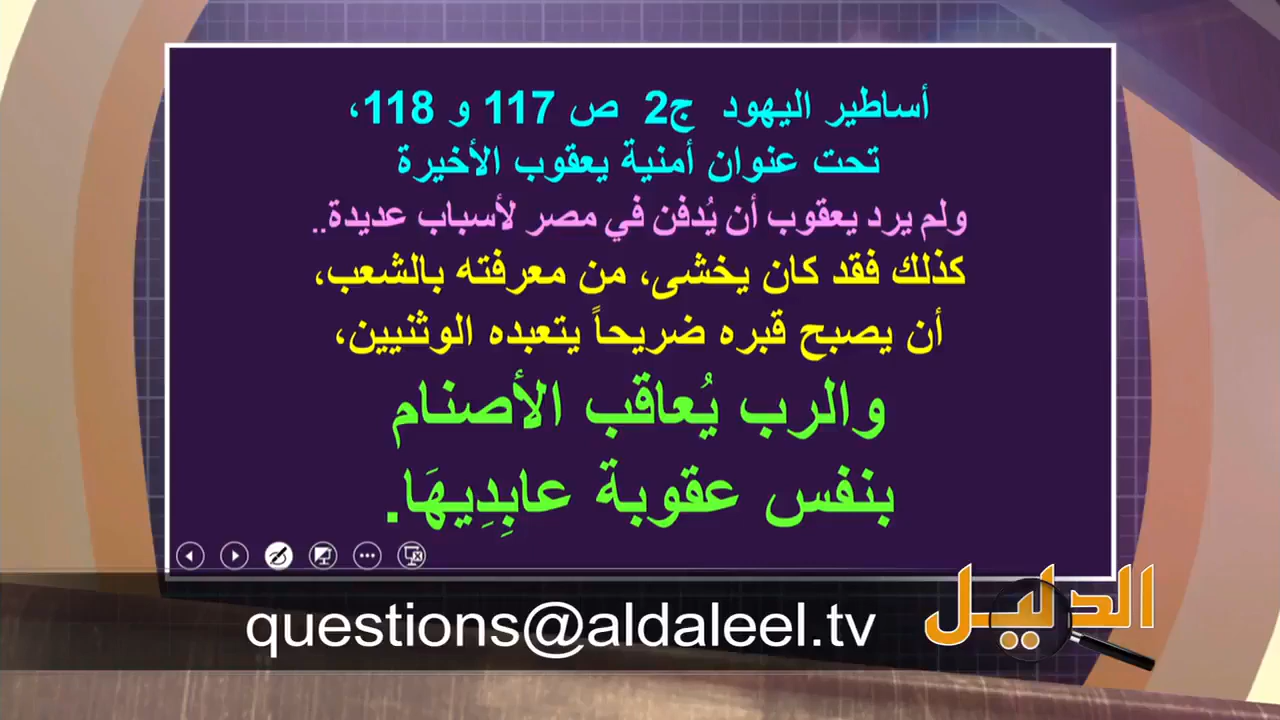 أساطير اليهود ج2 ص 117 و 118،
تحت عنوان أمنية يعقوب الأخيرة
ولم يرد يعقوب أن يُدفن في مصر لأسباب عديدة..
كذلك فقد كان يخشى، من معرفته بالشعب،
أن يصبح قبره ضريحاً يتعبده الوثنيين،
والرب يُعاقب الأصنام
بنفس عقوبة عابِدِيهَا.
الدليل
questions@aldaleel.tv